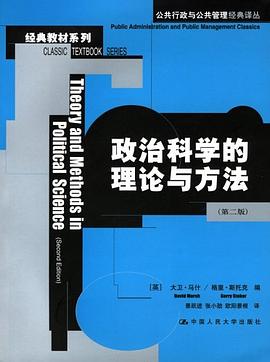 公共行政与公共管理经典译丛
Public Administration and Public Management Classics
经典教材系列
CLASSIC TEXTBOOK SERIES
Theory and Methods in
Political Science
(Second Edition)
政治科学的
理论与方法
(第二版)
[英] 大卫·马什 / 格里·斯托克 编
David Marsh Gerry Stoker
景跃进 张小劲 欧阳景根 译
中国人民大学出版社